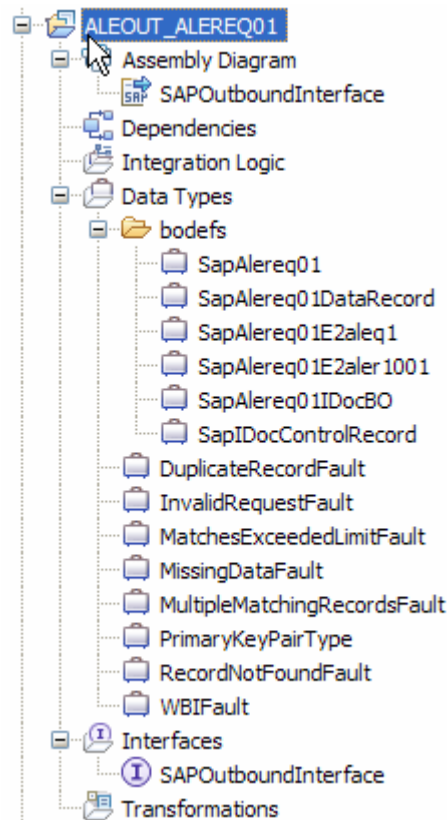 ALEOUT_ALEREQ01
Assembly Diagram
SAP SAPOutboundInterface
Dependencies
Integration Logic
Data Types
bodefs
SapAlereq01
SapAlereq01DataRecord
SapAlereq01E2aleq1
SapAlereq01E2aler1001
SapAlereq01IDocBO
SapIDocControlRecord
DuplicateRecordFault
InvalidRequestFault
MatchesExceededLimitFault
MissingDataFault
MultipleMatchingRecordsFault
PrimaryKeyPairType
RecordNotFoundFault
WBIFault
I Interfaces
I SAPOutboundInterface
Transformations